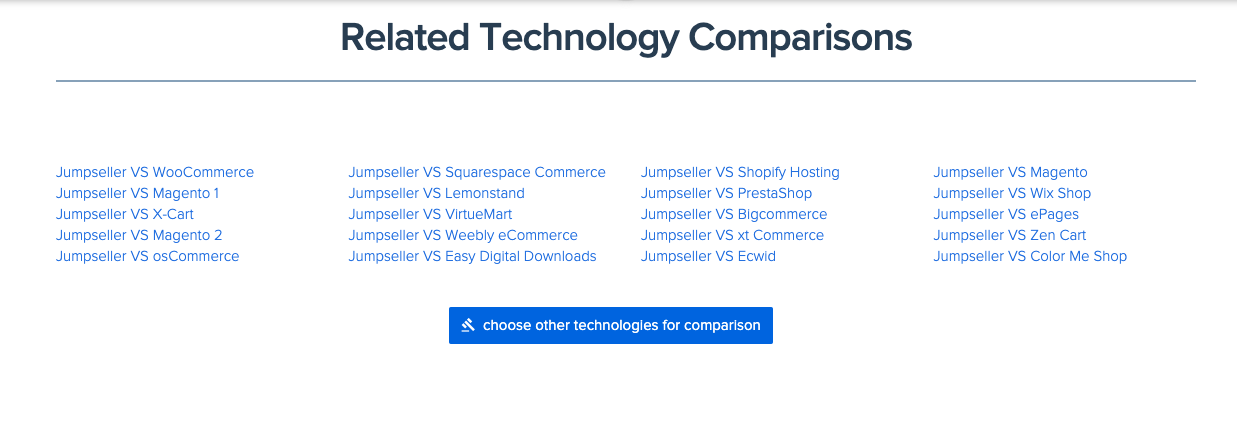 Related Technology Comparisons
Jumpseller VS WooCommerce
Jumpseller VS Magento 1
Jumpseller VS X-Cart
Jumpseller VS Magento 2
Jumpseller VS osCommerce
Jumpseller VS Squarespace Commerce
Jumpseller VS Lemonstand
Jumpseller VS VirtueMart
Jumpseller VS Weebly eCommerce
Jumpseller VS Easy Digital Downloads
Jumpseller VS Shopify Hosting
Jumpseller VS PrestaShop
Jumpseller VS Bigcommerce
Jumpseller VS xt Commerce
Jumpseller VS Ecwid
Jumpseller VS Magento
Jumpseller VS Wix Shop
Jumpseller VS ePages
Jumpseller VS Zen Cart
Jumpseller VS Color Me Shop
choose other technologies for comparison